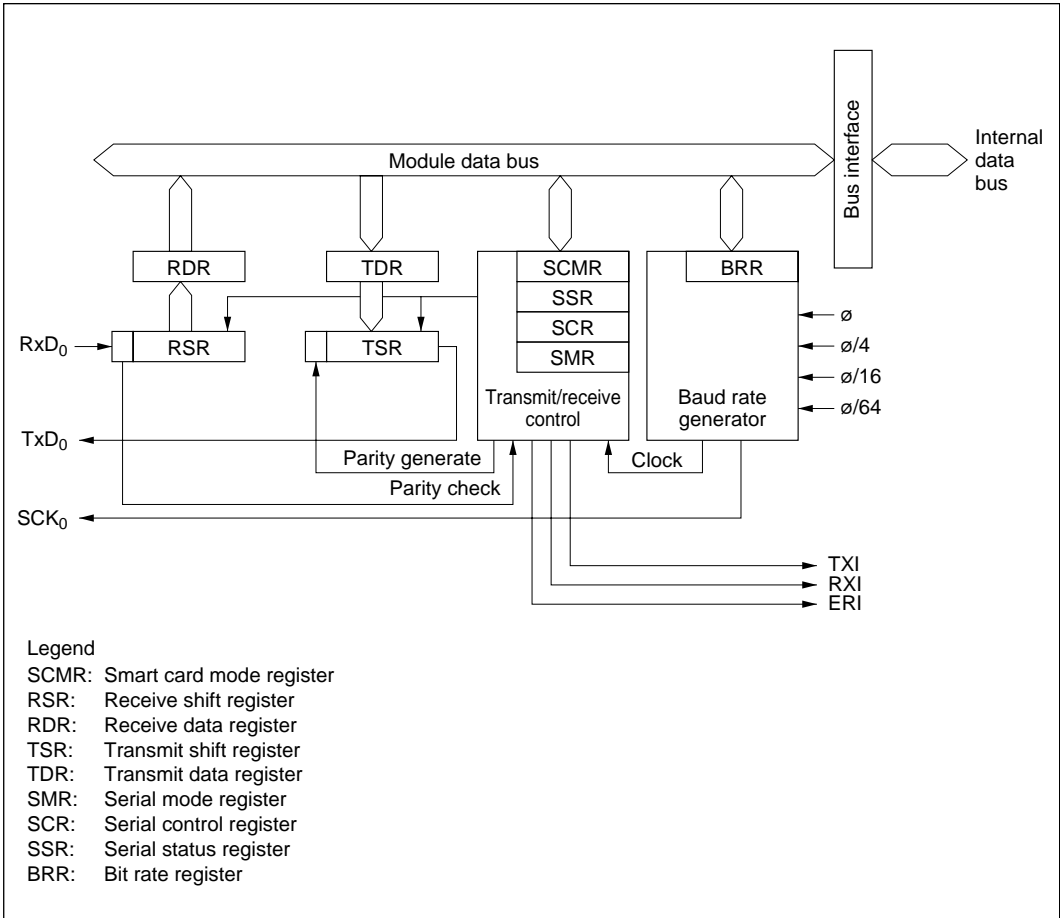 Bus interface
Internal
data
bus
Module data bus
RDR
TDR
SCMR
BRR
SSR
SCR
SMR
RxD0
RSR
TSR
ø
ø/4
ø/16
ø/64
Transmit/receive
control
Baud rate
generator
TxD0
Parity generate
Clock
Parity check
SCK0
TXI
RXI
ERI
Legend
SCMR: Smart card mode register
RSR: Receive shift register
RDR: Receive data register
TSR: Transmit shift register
TDR: Transmit data register
SMR: Serial mode register
SCR: Serial control register
SSR: Serial status register
BRR: Bit rate register